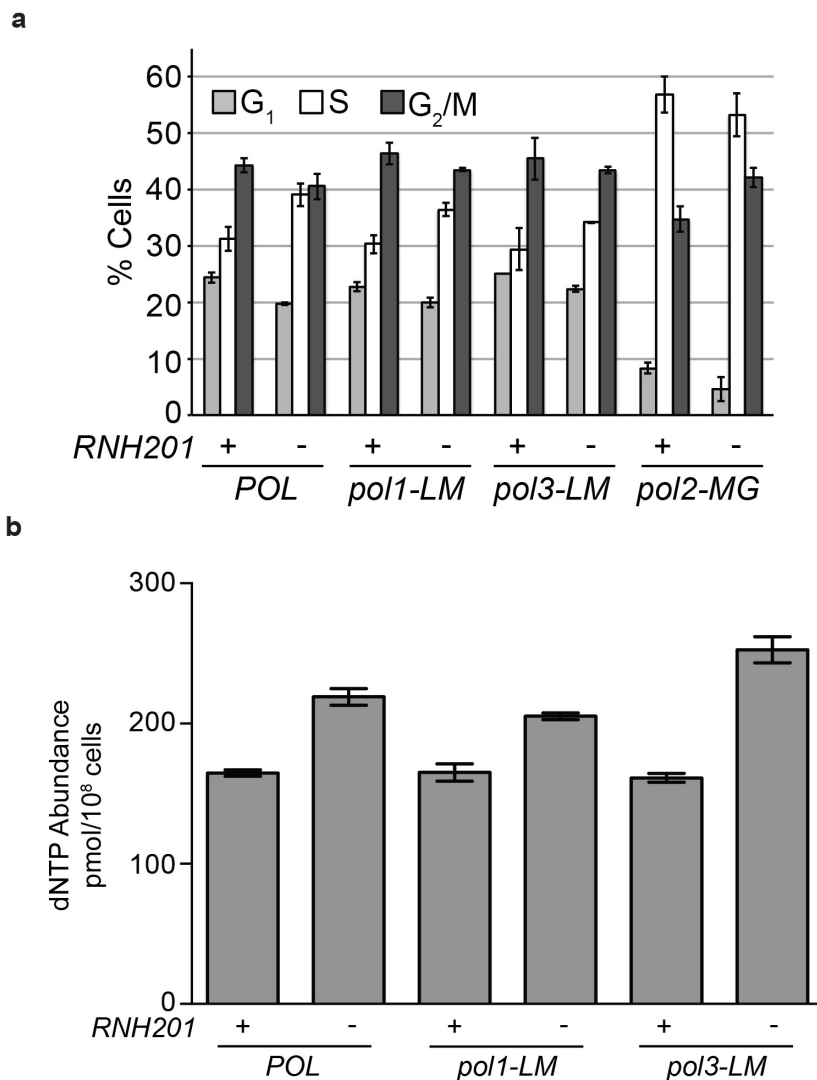 a
60
50
40
30
20
10
0
% Cells
G1 S G2/M
RNH201 + - + - + - + -
POL pol1-LM pol3-LM pol2-MG
b
300
200
100
0
dNTP Abundance
pmol/10⁸ cells
RNH201 + - + - + -
POL pol1-LM pol3-LM